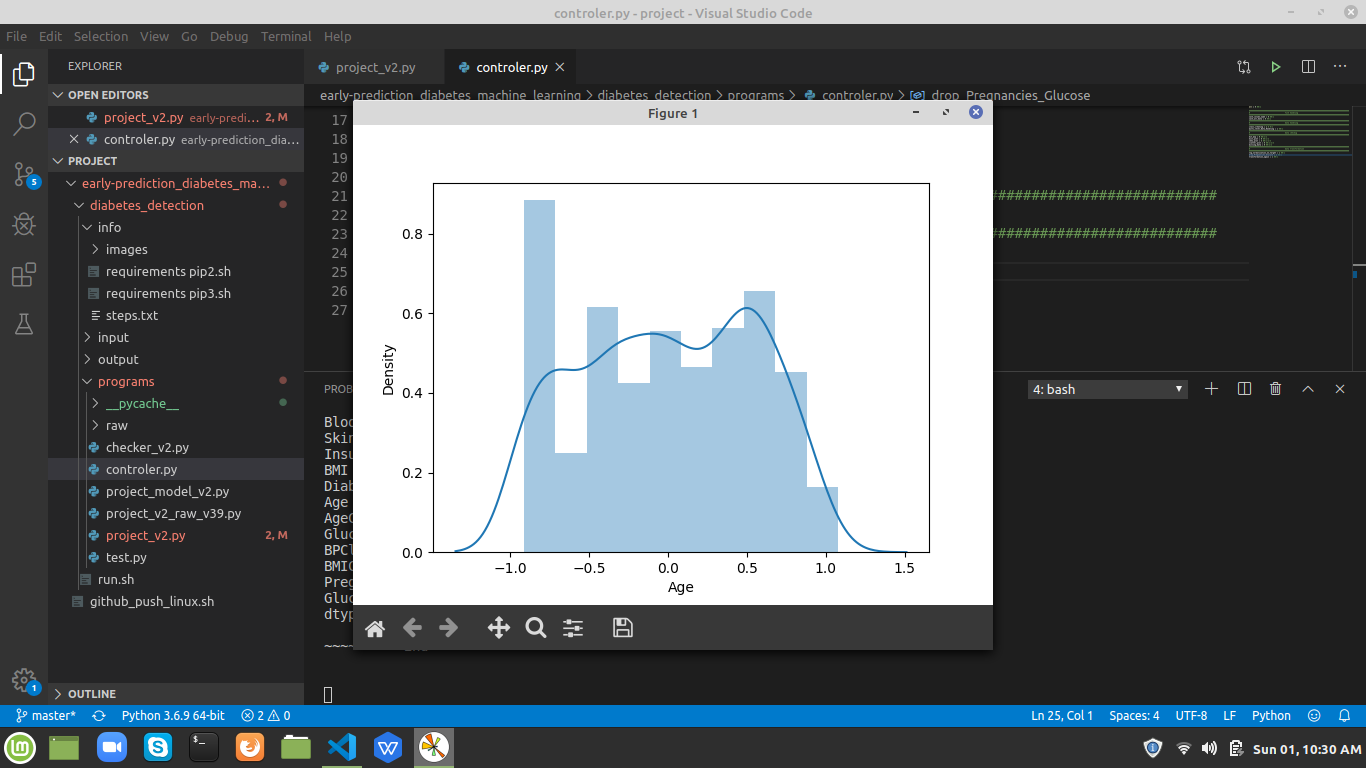 controler.py - project - Visual Studio Code
File Edit Selection View Go Debug Terminal Help
EXPLORER
OPEN EDITORS
project_v2.py early-predi... 2, M
controler.py early-prediction_dia...
PROJECT
early-prediction_diabetes_ma...
diabetes_detection
info
images
requirements pip2.sh
requirements pip3.sh
steps.txt
input
output
programs
__pycache__
raw
checker_v2.py
controler.py
project_model_v2.py
project_v2_raw_v39.py
project_v2.py 2, M
test.py
run.sh
github_push_linux.sh
OUTLINE
5
1
project_v2.py controler.py
early-prediction_diabetes_machine_learning > diabetes_detection > programs > controler.py > drop_Pregnancies_Glucose
17
18
19
20
21
22
23
24
25
26
27
Figure 1
0.8
0.6
0.4
0.2
0.0
Density
−1.0 −0.5 0.0 0.5 1.0 1.5
Age
PROB
4: bash
Bloo
Skin
Insu
BMI
Diab
Age
AgeC
Gluc
BPCl
BMIC
Preg
Gluc
dtyp
~~~~
master* Python 3.6.9 64-bit 2 0 Ln 25, Col 1 Spaces: 4 UTF-8 LF Python
Sun 01, 10:30 AM